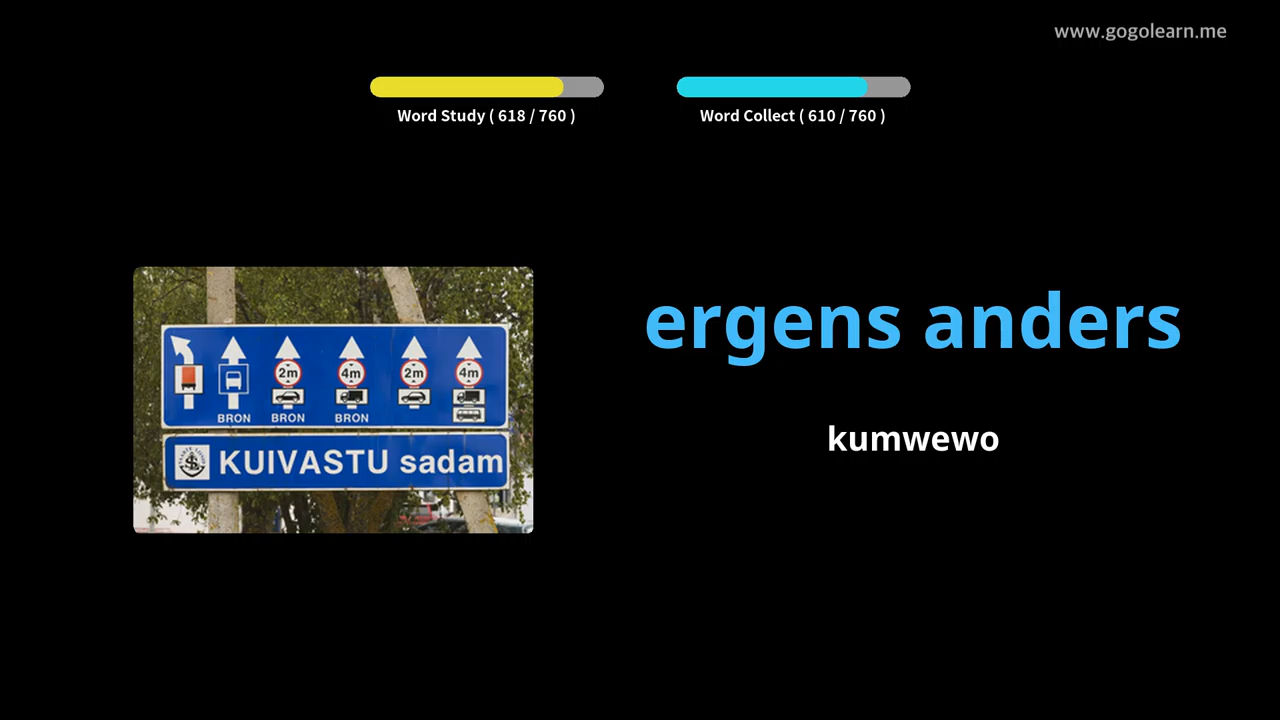 www.gogolearn.me
Word Study ( 618 / 760 )
Word Collect ( 610 / 760 )
ergens anders
kumwewo
2m 4m 2m 4m
BRON BRON BRON
KUIVASTU sadam